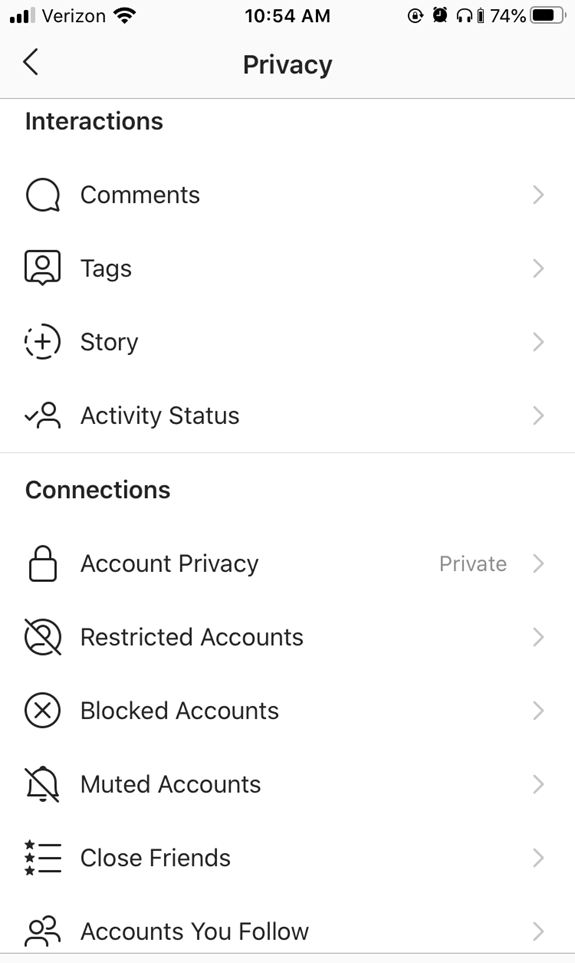 Verizon 10:54 AM 74%
Privacy
Interactions
Comments
Tags
Story
Activity Status
Connections
Account Privacy Private
Restricted Accounts
Blocked Accounts
Muted Accounts
Close Friends
Accounts You Follow